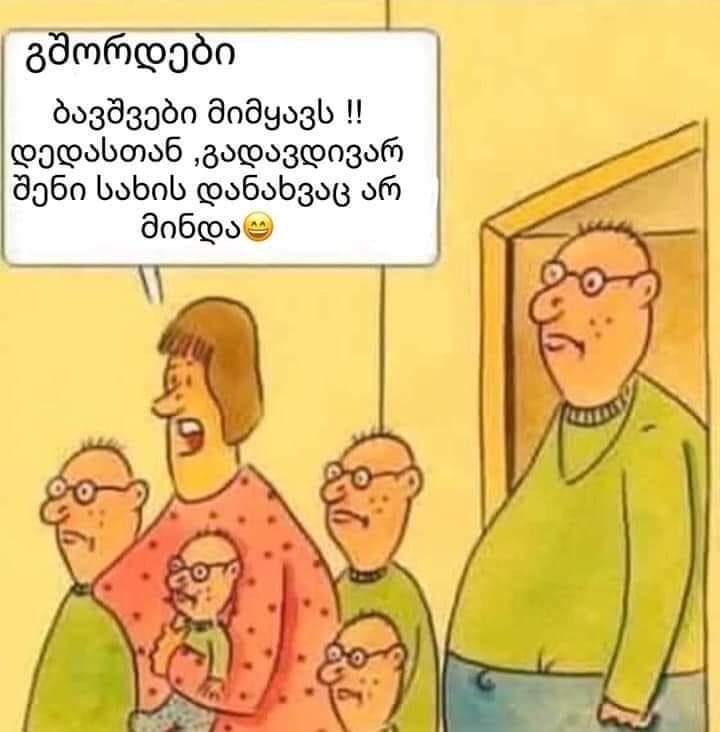 გშორდები
ბავშვები მიმყავს !!
დედასთან ,გადავდივარ
შენი სახის დანახვაც არ
მინდა😄